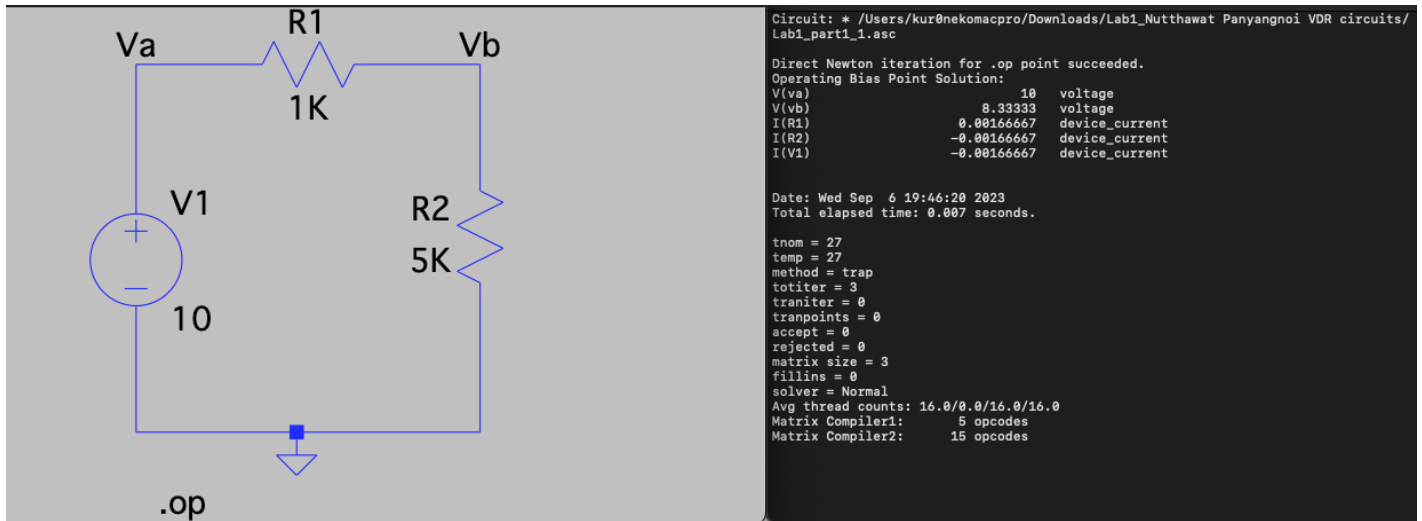 Va
R1
Vb
1K
V1
10
R2
5K
.op
Circuit: * /Users/kur0nekomacpro/Downloads/Lab1_Nutthawat Panyangnoi VDR circuits/
Lab1_part1_1.asc
Direct Newton iteration for .op point succeeded.
Operating Bias Point Solution:
V(va) 10 voltage
V(vb) 8.33333 voltage
I(R1) 0.00166667 device_current
I(R2) -0.00166667 device_current
I(V1) -0.00166667 device_current
Date: Wed Sep 6 19:46:20 2023
Total elapsed time: 0.007 seconds.
tnom = 27
temp = 27
method = trap
totiter = 3
traniter = 0
tranpoints = 0
accept = 0
rejected = 0
matrix size = 3
fillins = 0
solver = Normal
Avg thread counts: 16.0/0.0/16.0/16.0
Matrix Compiler1: 5 opcodes
Matrix Compiler2: 15 opcodes